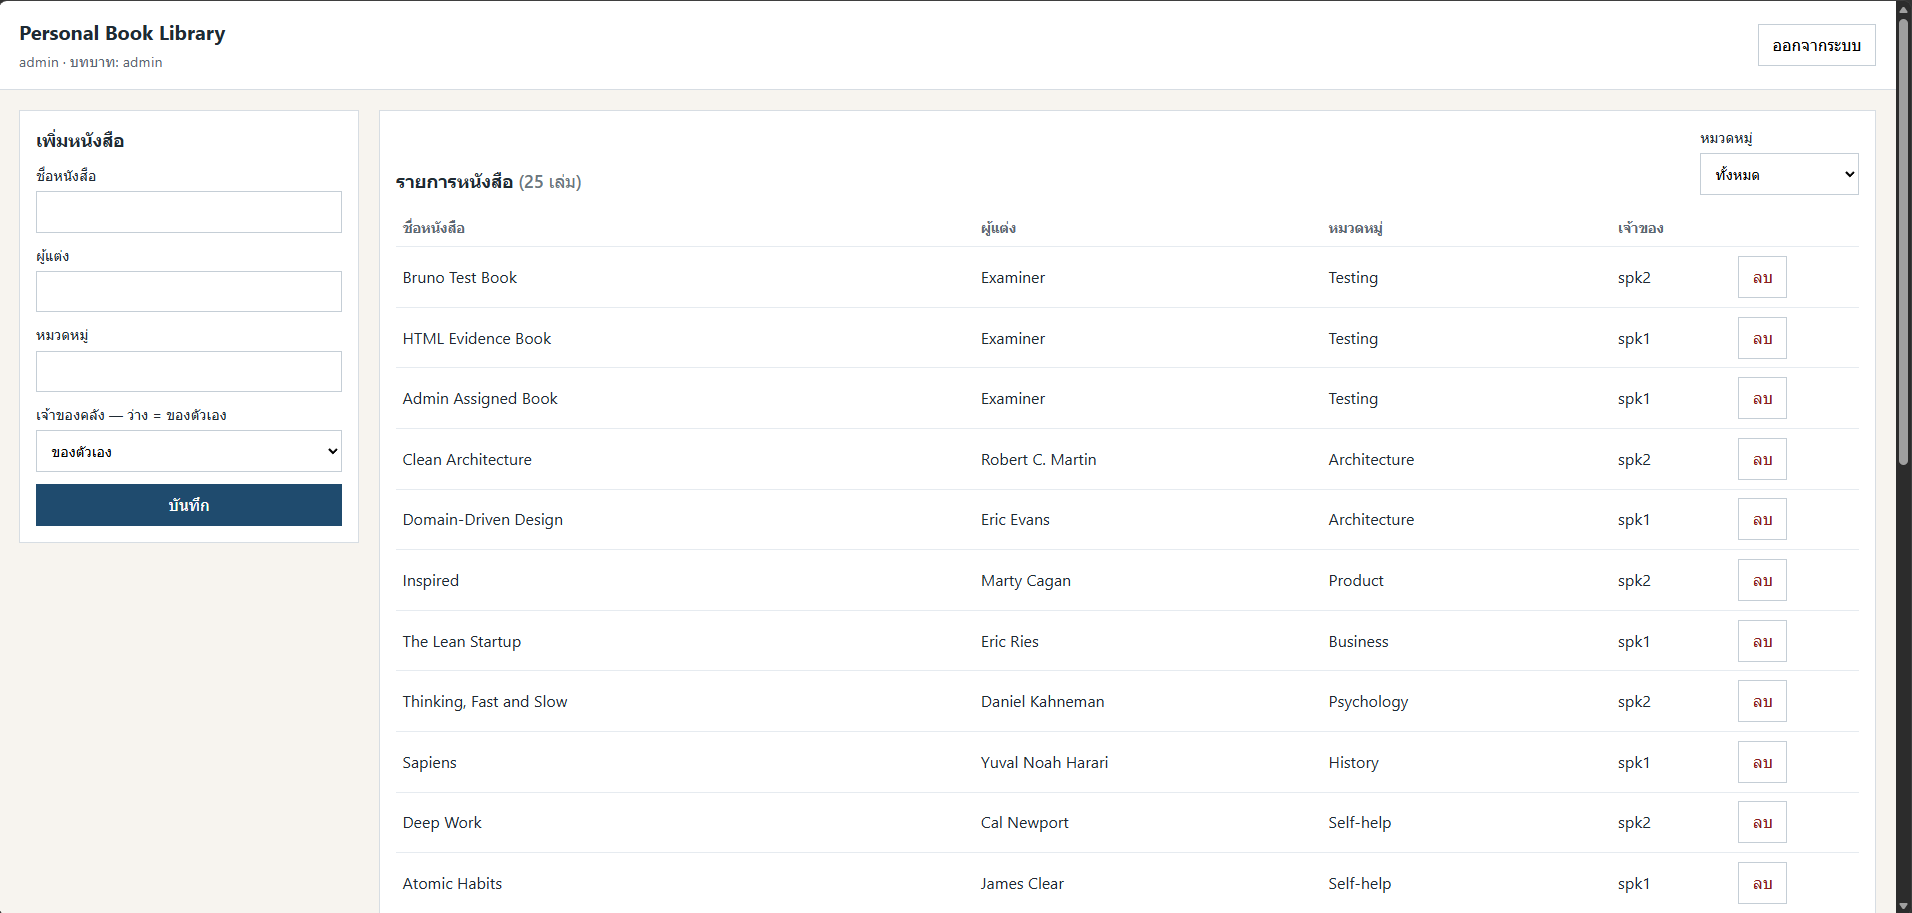 Personal Book Library
admin · บทบาท: admin
ออกจากระบบ
เพิ่มหนังสือ
ชื่อหนังสือ
ผู้แต่ง
หมวดหมู่
เจ้าของคลัง — ว่าง = ของตัวเอง
ของตัวเอง
บันทึก
หมวดหมู่
ทั้งหมด
รายการหนังสือ (25 เล่ม)
ชื่อหนังสือ ผู้แต่ง หมวดหมู่ เจ้าของ
Bruno Test Book Examiner Testing spk2 ลบ
HTML Evidence Book Examiner Testing spk1 ลบ
Admin Assigned Book Examiner Testing spk1 ลบ
Clean Architecture Robert C. Martin Architecture spk2 ลบ
Domain-Driven Design Eric Evans Architecture spk1 ลบ
Inspired Marty Cagan Product spk2 ลบ
The Lean Startup Eric Ries Business spk1 ลบ
Thinking, Fast and Slow Daniel Kahneman Psychology spk2 ลบ
Sapiens Yuval Noah Harari History spk1 ลบ
Deep Work Cal Newport Self-help spk2 ลบ
Atomic Habits James Clear Self-help spk1 ลบ